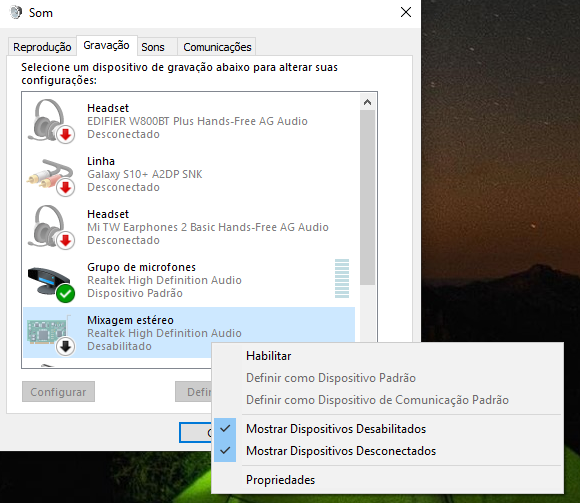 Som
Reprodução Gravação Sons Comunicações
Selecione um dispositivo de gravação abaixo para alterar suas
configurações:
Headset
EDIFIER W800BT Plus Hands-Free AG Audio
Desconectado
Linha
Galaxy S10+ A2DP SNK
Desconectado
Headset
Mi TW Earphones 2 Basic Hands-Free AG Audio
Desconectado
Grupo de microfones
Realtek High Definition Audio
Dispositivo Padrão
Mixagem estéreo
Realtek High Definition Audio
Desabilitado
Configurar
Habilitar
Definir como Dispositivo Padrão
Definir como Dispositivo de Comunicação Padrão
Mostrar Dispositivos Desabilitados
Mostrar Dispositivos Desconectados
Propriedades